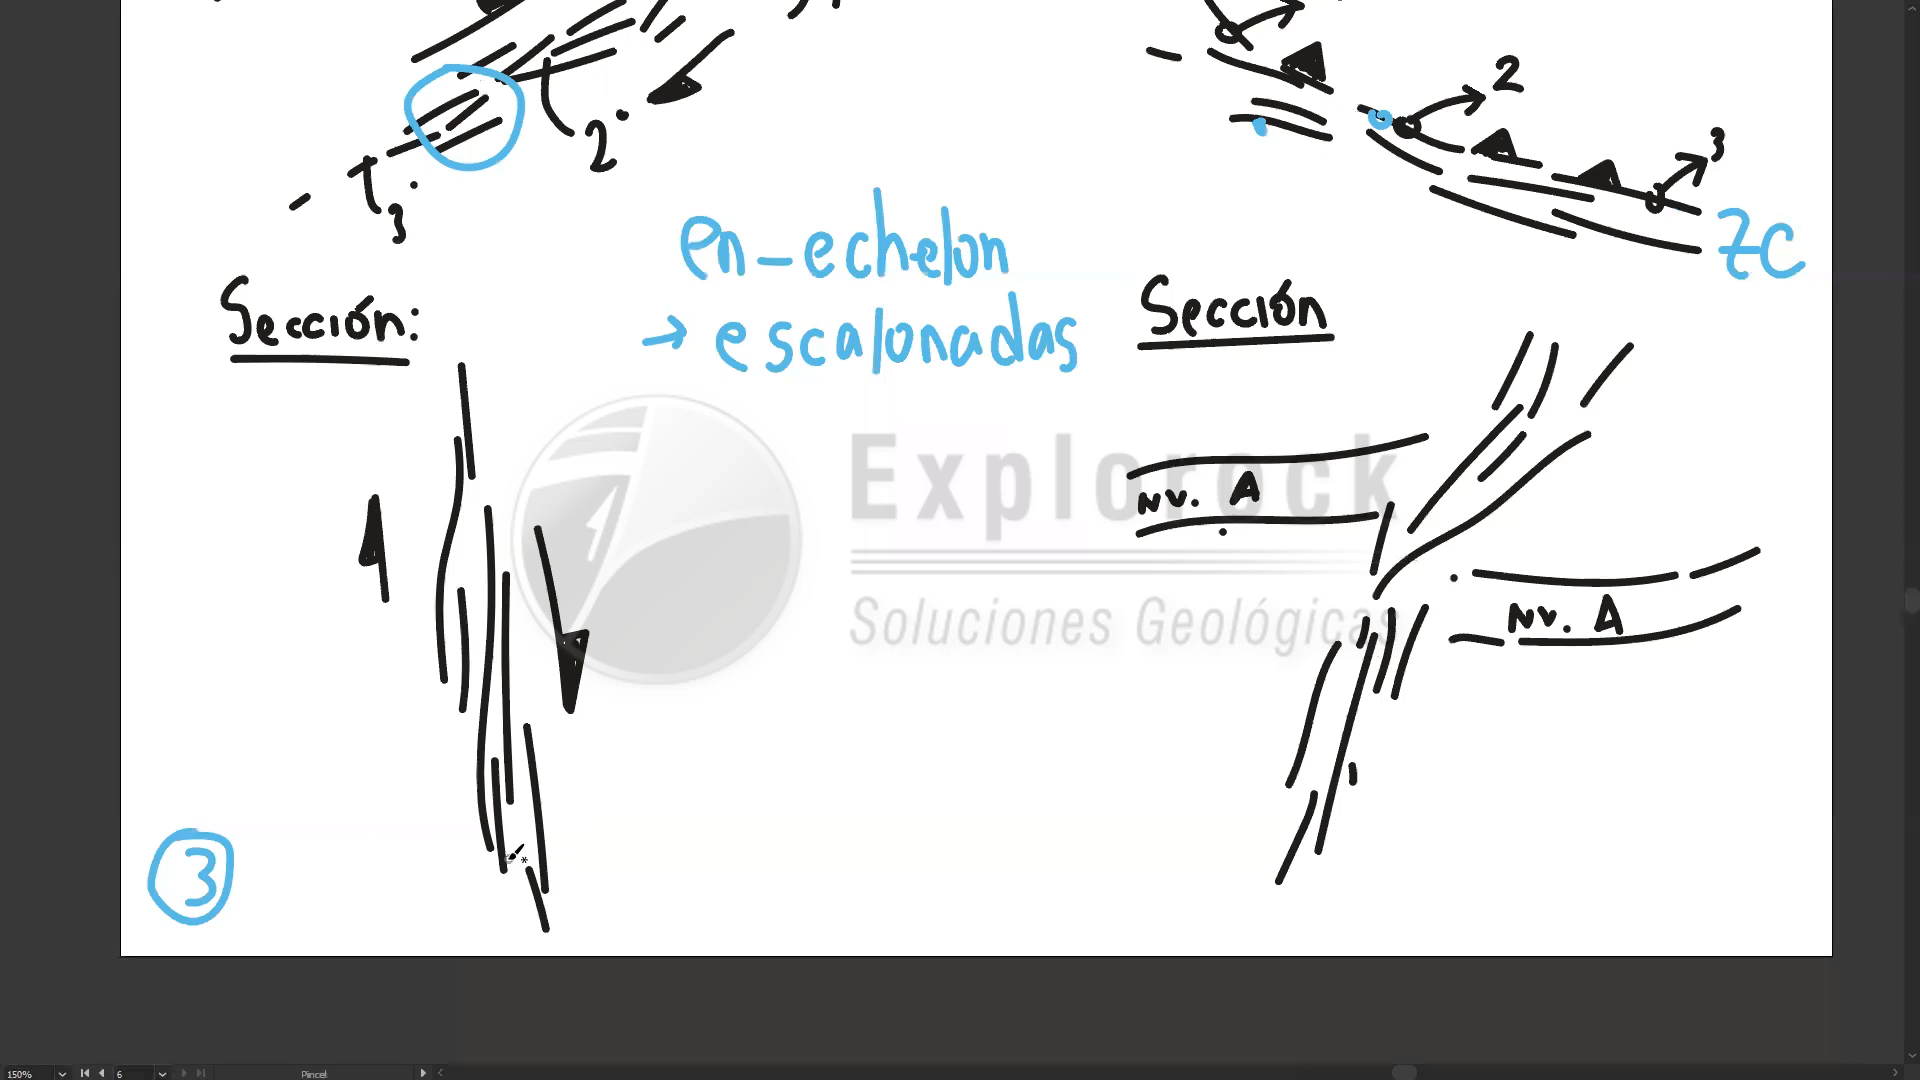 2
2.
3
3
ZC
en-echelon
→ escalonadas
Sección:
Sección
Explorock
Soluciones Geológicas
Nv. A
Nv. A
3
150%
6
Pincel